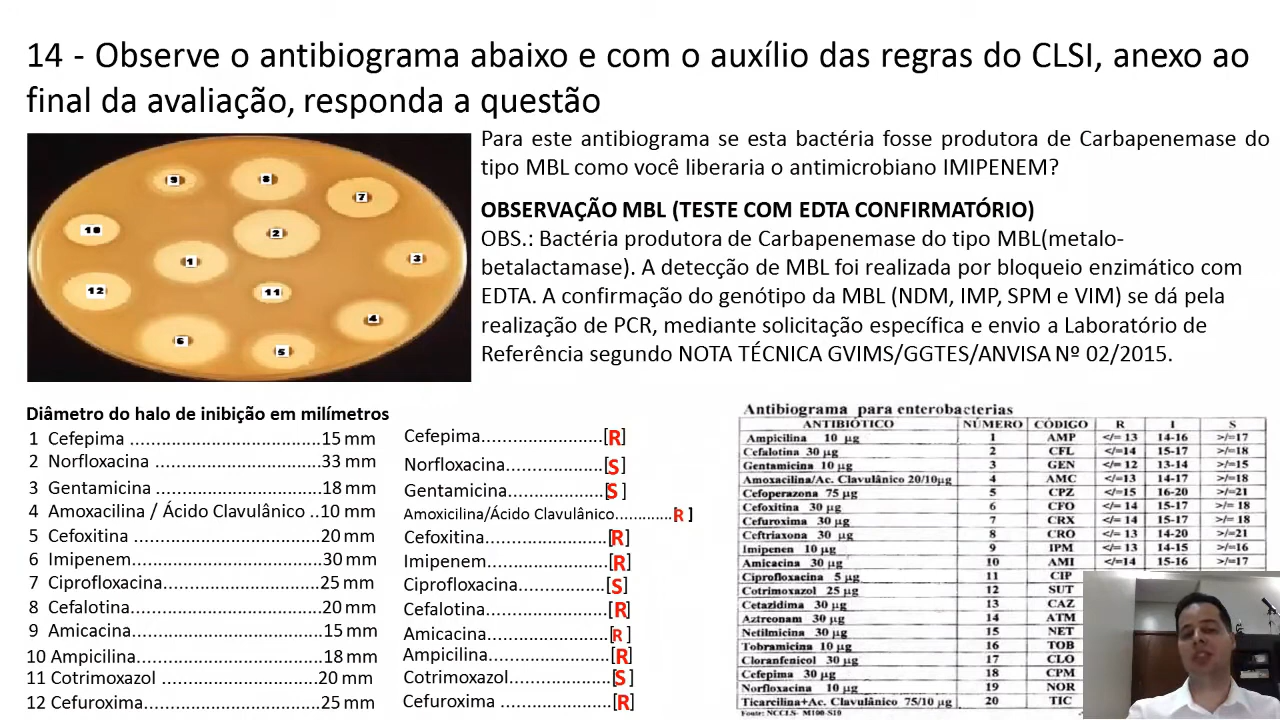 14 - Observe o antibiograma abaixo e com o auxílio das regras do CLSI, anexo ao
final da avaliação, responda a questão
Para este antibiograma se esta bactéria fosse produtora de Carbapenemase do
tipo MBL como você liberaria o antimicrobiano IMIPENEM?
OBSERVAÇÃO MBL (TESTE COM EDTA CONFIRMATÓRIO)
OBS.: Bactéria produtora de Carbapenemase do tipo MBL(metalo-
betalactamase). A detecção de MBL foi realizada por bloqueio enzimático com
EDTA. A confirmação do genótipo da MBL (NDM, IMP, SPM e VIM) se dá pela
realização de PCR, mediante solicitação específica e envio a Laboratório de
Referência segundo NOTA TÉCNICA GVIMS/GGTES/ANVISA Nº 02/2015.
9
8
7
10
2
1
3
12
11
4
6
5
Diâmetro do halo de inibição em milímetros
1 Cefepima ..............................15 mm
2 Norfloxacina ..........................33 mm
3 Gentamicina ...........................18 mm
4 Amoxacilina / Ácido Clavulânico ..10 mm
5 Cefoxitina ............................20 mm
6 Imipenem..............................30 mm
7 Ciprofloxacina........................25 mm
8 Cefalotina............................20 mm
9 Amicacina.............................15 mm
10 Ampicilina...........................18 mm
11 Cotrimoxazol ........................20 mm
12 Cefuroxima...........................25 mm
Cefepima.......................[R]
Norfloxacina...................[S]
Gentamicina....................[S ]
Amoxicilina/Ácido Clavulânico............[R ]
Cefoxitina.....................[R]
Imipenem.......................[R]
Ciprofloxacina.................[S]
Cefalotina.....................[R]
Amicacina......................[R ]
Ampicilina.....................[R]
Cotrimoxazol...................[S ]
Cefuroxima ....................[R]
Antibiograma para enterobacterias
ANTIBIÓTICO NÚMERO CÓDIGO R I S
Ampicilina 10 µg 1 AMP </= 13 14-16 >/=17
Cefalotina 30 µg 2 CFL </=14 15-17 >/=18
Gentamicina 10 µg 3 GEN </= 12 13-14 >/=15
Amoxacilina/Ac. Clavulânico 20/10µg 4 AMC </=13 14-17 >/=18
Cefoperazona 75 µg 5 CPZ </=15 16-20 >/=21
Cefoxitina 30 µg 6 CFO </= 14 15-17 >/= 18
Cefuroxima 30 µg 7 CRX </= 14 15-17 >/= 18
Ceftriaxona 30 µg 8 CRO </= 13 14-20 >/=21
Imipenen 10 µg 9 IPM </= 13 14-15 >/=16
Amicacina 30 µg 10 AMI </=14 15-16 >/=17
Ciprofloxacina 5 µg 11 CIP
Cotrimoxazol 25 µg 12 SUT
Cetazidima 30 µg 13 CAZ
Aztreonam 30 µg 14 ATM
Netilmicina 30 µg 15 NET
Tobramicina 10 µg 16 TOB
Cloranfenicol 30 µg 17 CLO
Cefepima 30 µg 18 CPM
Norfloxacina 10 µg 19 NOR
Ticarcilina+Ac. Clavulânico 75/10 µg 20 TIC
Fonte: NCCLS- M100-S10